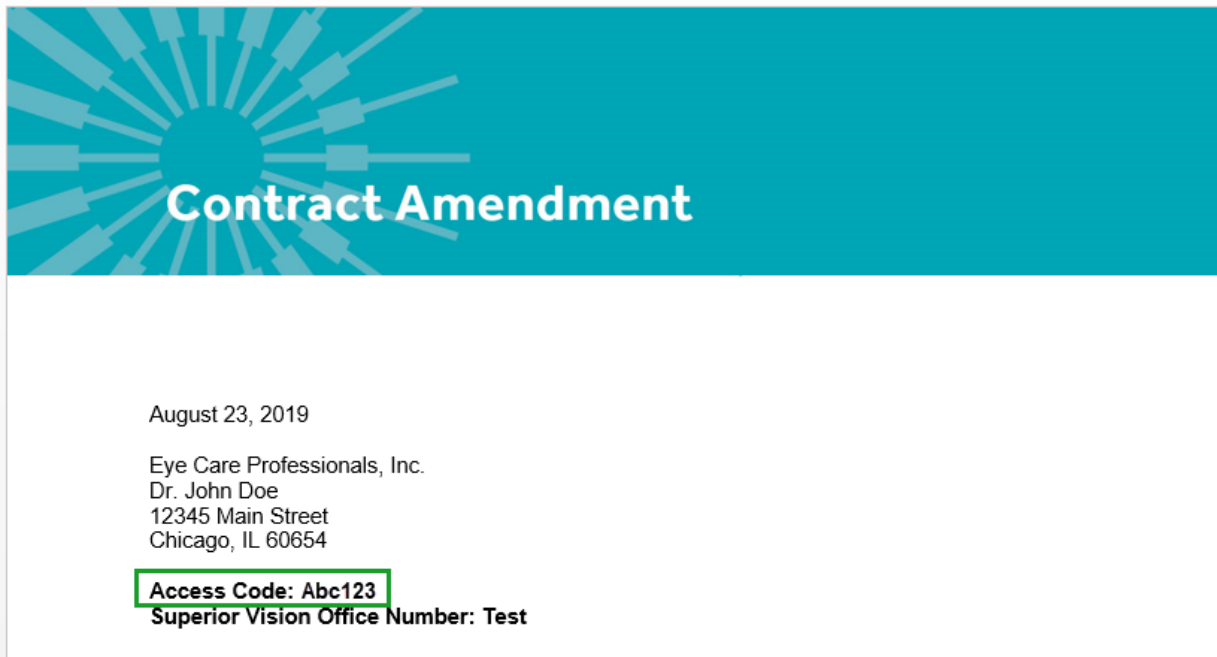 Contract Amendment
August 23, 2019
Eye Care Professionals, Inc.
Dr. John Doe
12345 Main Street
Chicago, IL 60654
Access Code: Abc123
Superior Vision Office Number: Test